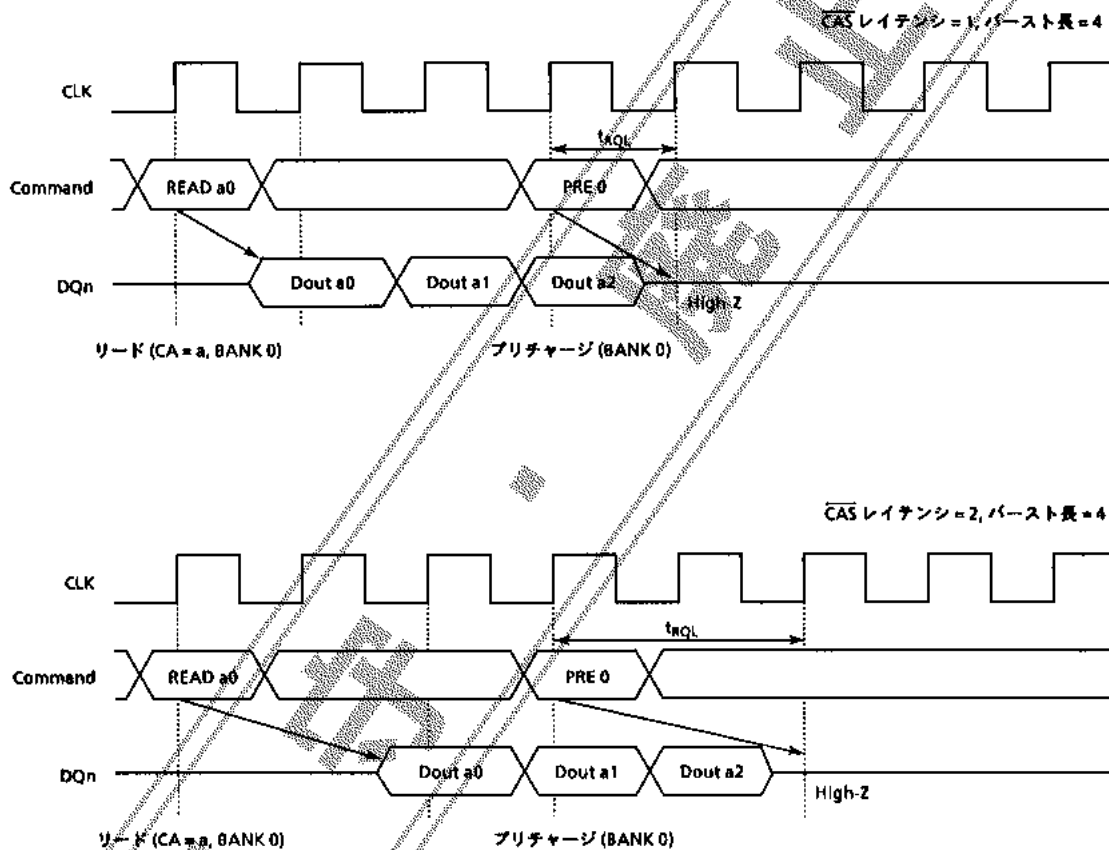 CAS レイテンシ = 1, バースト長 = 4
CLK
tRQL
Command
READ a0
PRE 0
DQn
Dout a0
Dout a1
Dout a2
High-Z
リード (CA = a, BANK 0)
プリチャージ (BANK 0)
CAS レイテンシ = 2, バースト長 = 4
CLK
tRQL
Command
READ a0
PRE 0
DQn
Dout a0
Dout a1
Dout a2
High-Z
リード (CA = a, BANK 0)
プリチャージ (BANK 0)